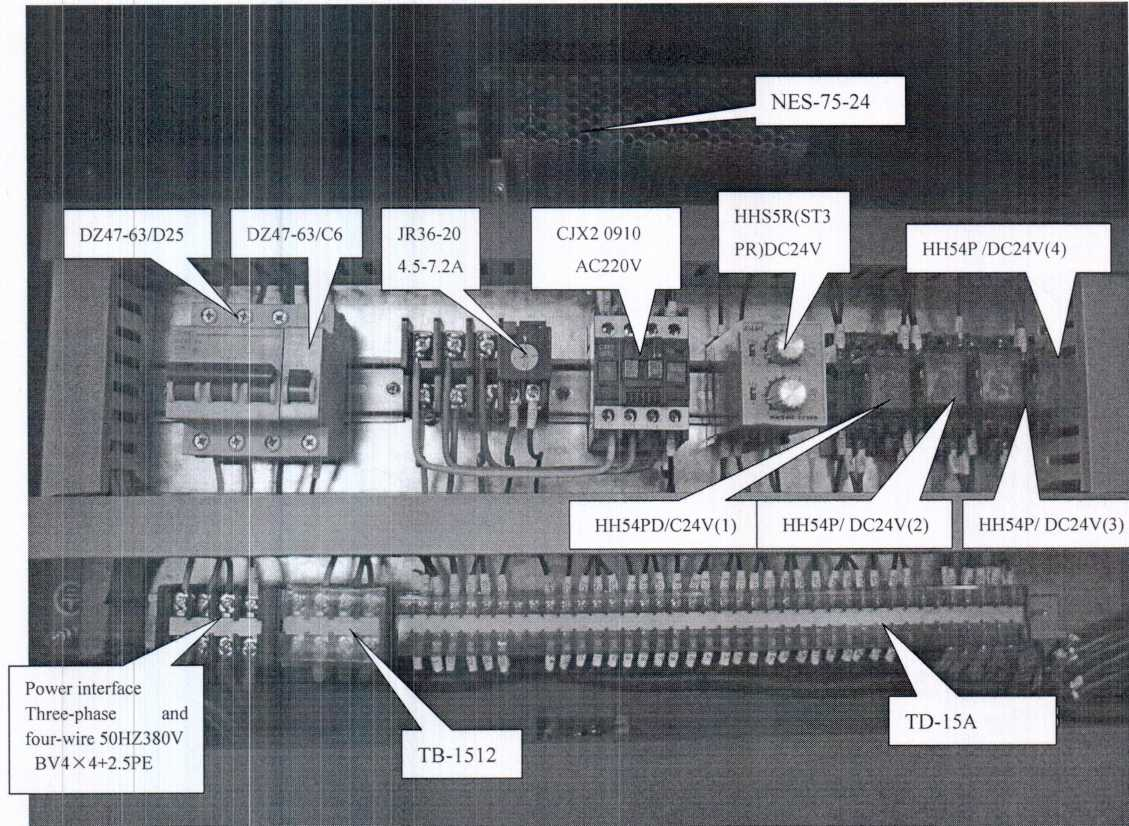 NES-75-24
DZ47-63/D25
DZ47-63/C6
JR36-20
4.5-7.2A
CJX2 0910
AC220V
HHS5R(ST3
PR)DC24V
HH54P /DC24V(4)
HH54PD/C24V(1)
HH54P/ DC24V(2)
HH54P/ DC24V(3)
Power interface
Three-phase and
four-wire 50HZ380V
BV4×4+2.5PE
TB-1512
TD-15A